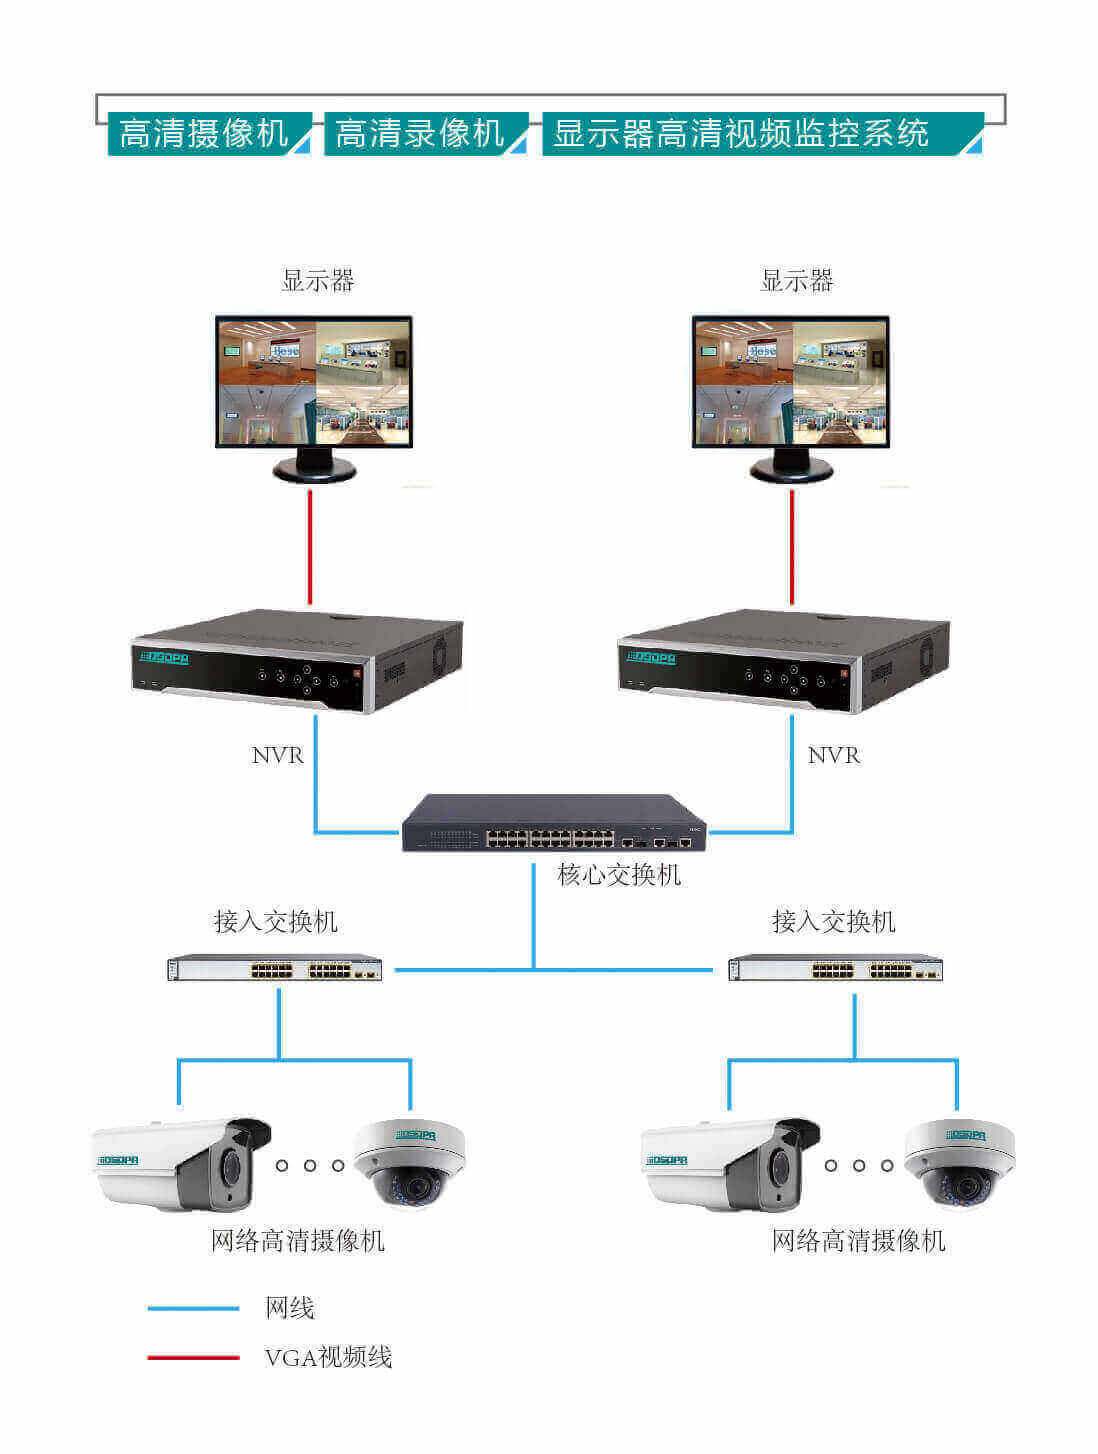 高清摄像机 高清录像机 显示器高清视频监控系统
显示器 显示器
DSPPA DSPPA
NVR NVR
核心交换机
接入交换机 接入交换机
DSPPA DSPPA DSPPA DSPPA
网络高清摄像机 网络高清摄像机
网线
VGA视频线